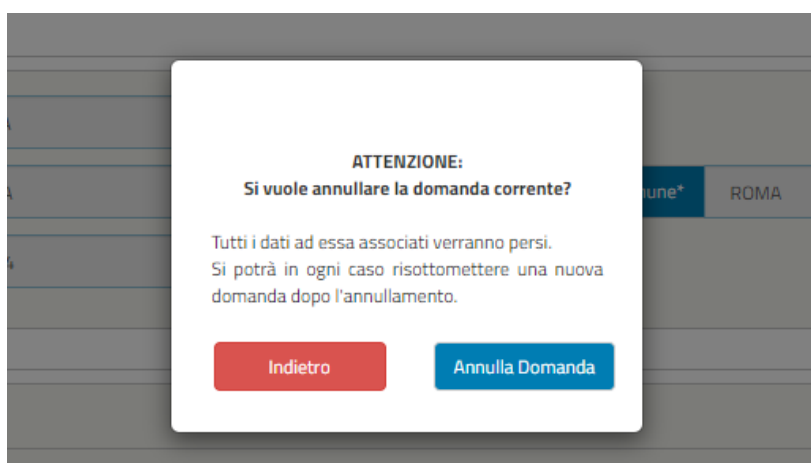 ATTENZIONE:
Si vuole annullare la domanda corrente?
Tutti i dati ad essa associati verranno persi.
Si potrà in ogni caso risottomettere una nuova
domanda dopo l'annullamento.
Indietro
Annulla Domanda
ROMA